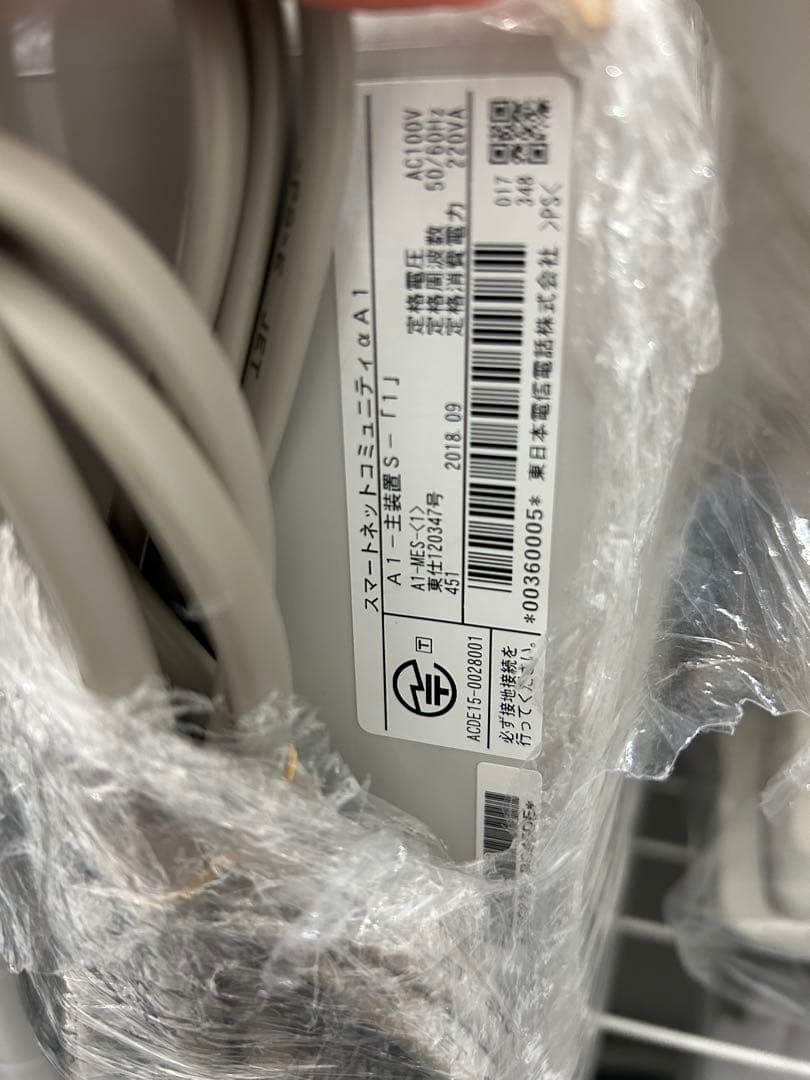 スマートネットコミュニティαA1
A1-主装置S-「1」
A1-MES-<1>
東仕120347号
451
2018.09
定格電圧 AC100V
定格周波数 50/60Hz
定格消費電力 220VA
*00360005*
017
348
東日本電信電話株式会社 >PS<
T
ACDE15-0028001
必ず接地接続を
行ってください。
JET